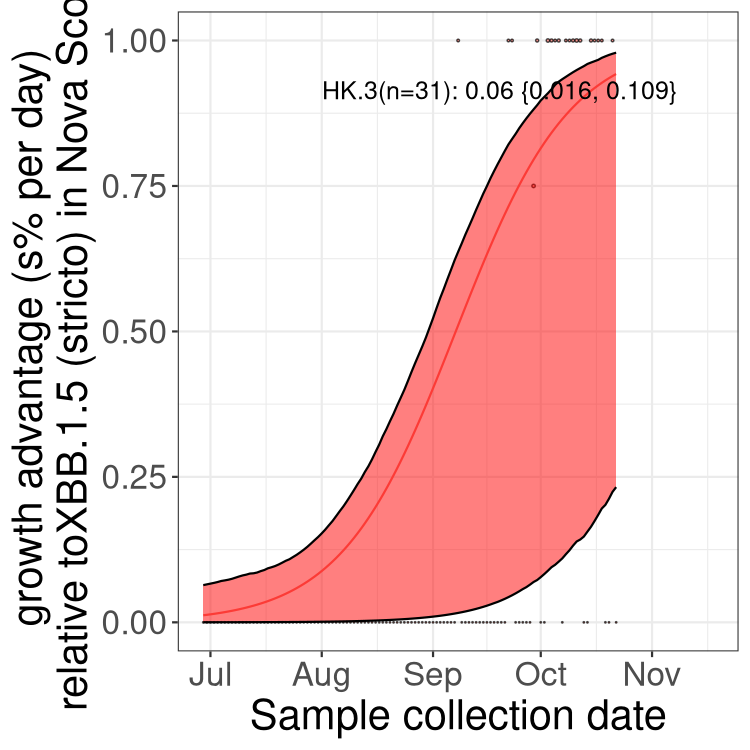 growth advantage (s% per day)
relative toXBB.1.5 (stricto) in Nova Sco
1.00
0.75
0.50
0.25
0.00
HK.3(n=31): 0.06 {0.016, 0.109}
Jul Aug Sep Oct Nov
Sample collection date